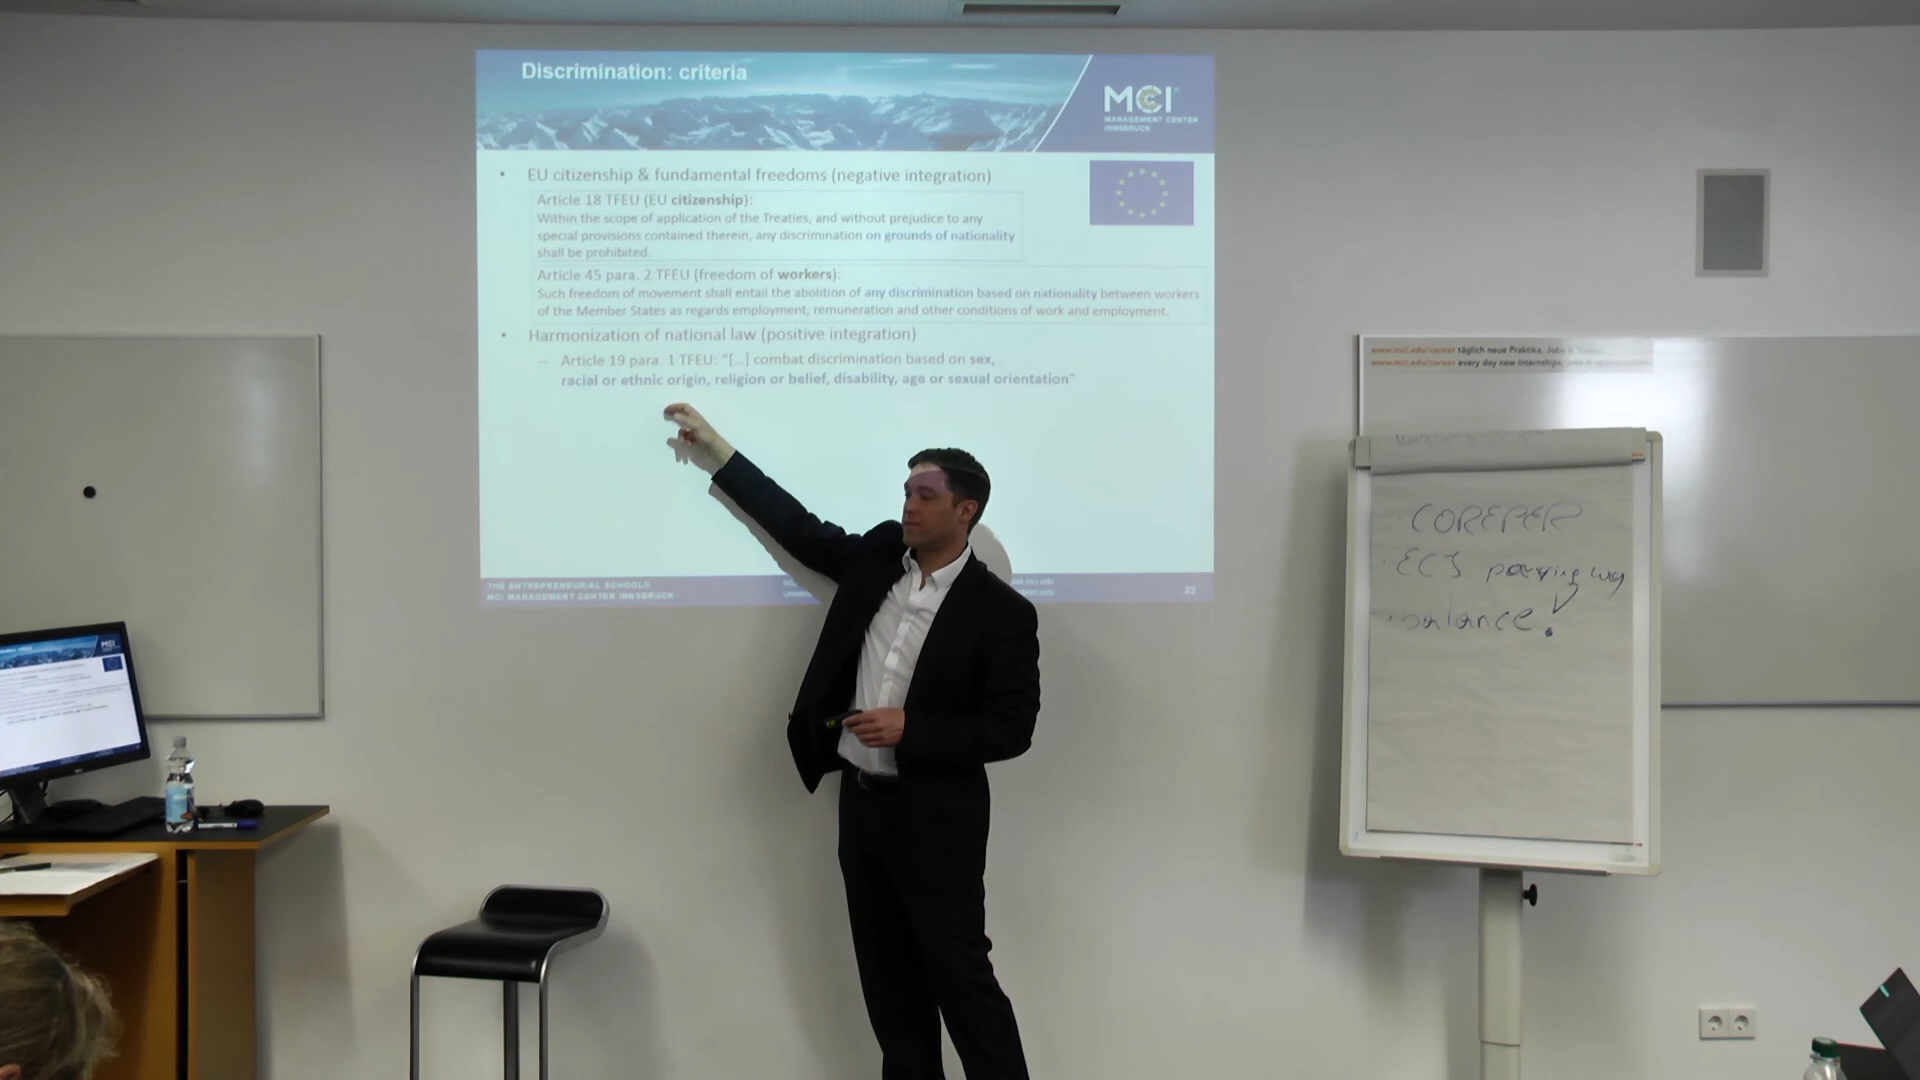 Discrimination: criteria
MCI
MANAGEMENT CENTER
INNSBRUCK
• EU citizenship & fundamental freedoms (negative integration)
Article 18 TFEU (EU citizenship):
Within the scope of application of the Treaties, and without prejudice to any
special provisions contained therein, any discrimination on grounds of nationality
shall be prohibited.
Article 45 para. 2 TFEU (freedom of workers):
Such freedom of movement shall entail the abolition of any discrimination based on nationality between workers
of the Member States as regards employment, remuneration and other conditions of work and employment.
• Harmonization of national law (positive integration)
– Article 19 para. 1 TFEU: "[...] combat discrimination based on sex,
racial or ethnic origin, religion or belief, disability, age or sexual orientation"
THE ENTREPRENEURIAL SCHOOL®
MCI MANAGEMENT CENTER INNSBRUCK
23
www.mci.edu/career täglich neue Praktika, Jobs &
www.mci.edu/career every day new internships,
COREPER
ECJ
balance.
MCI